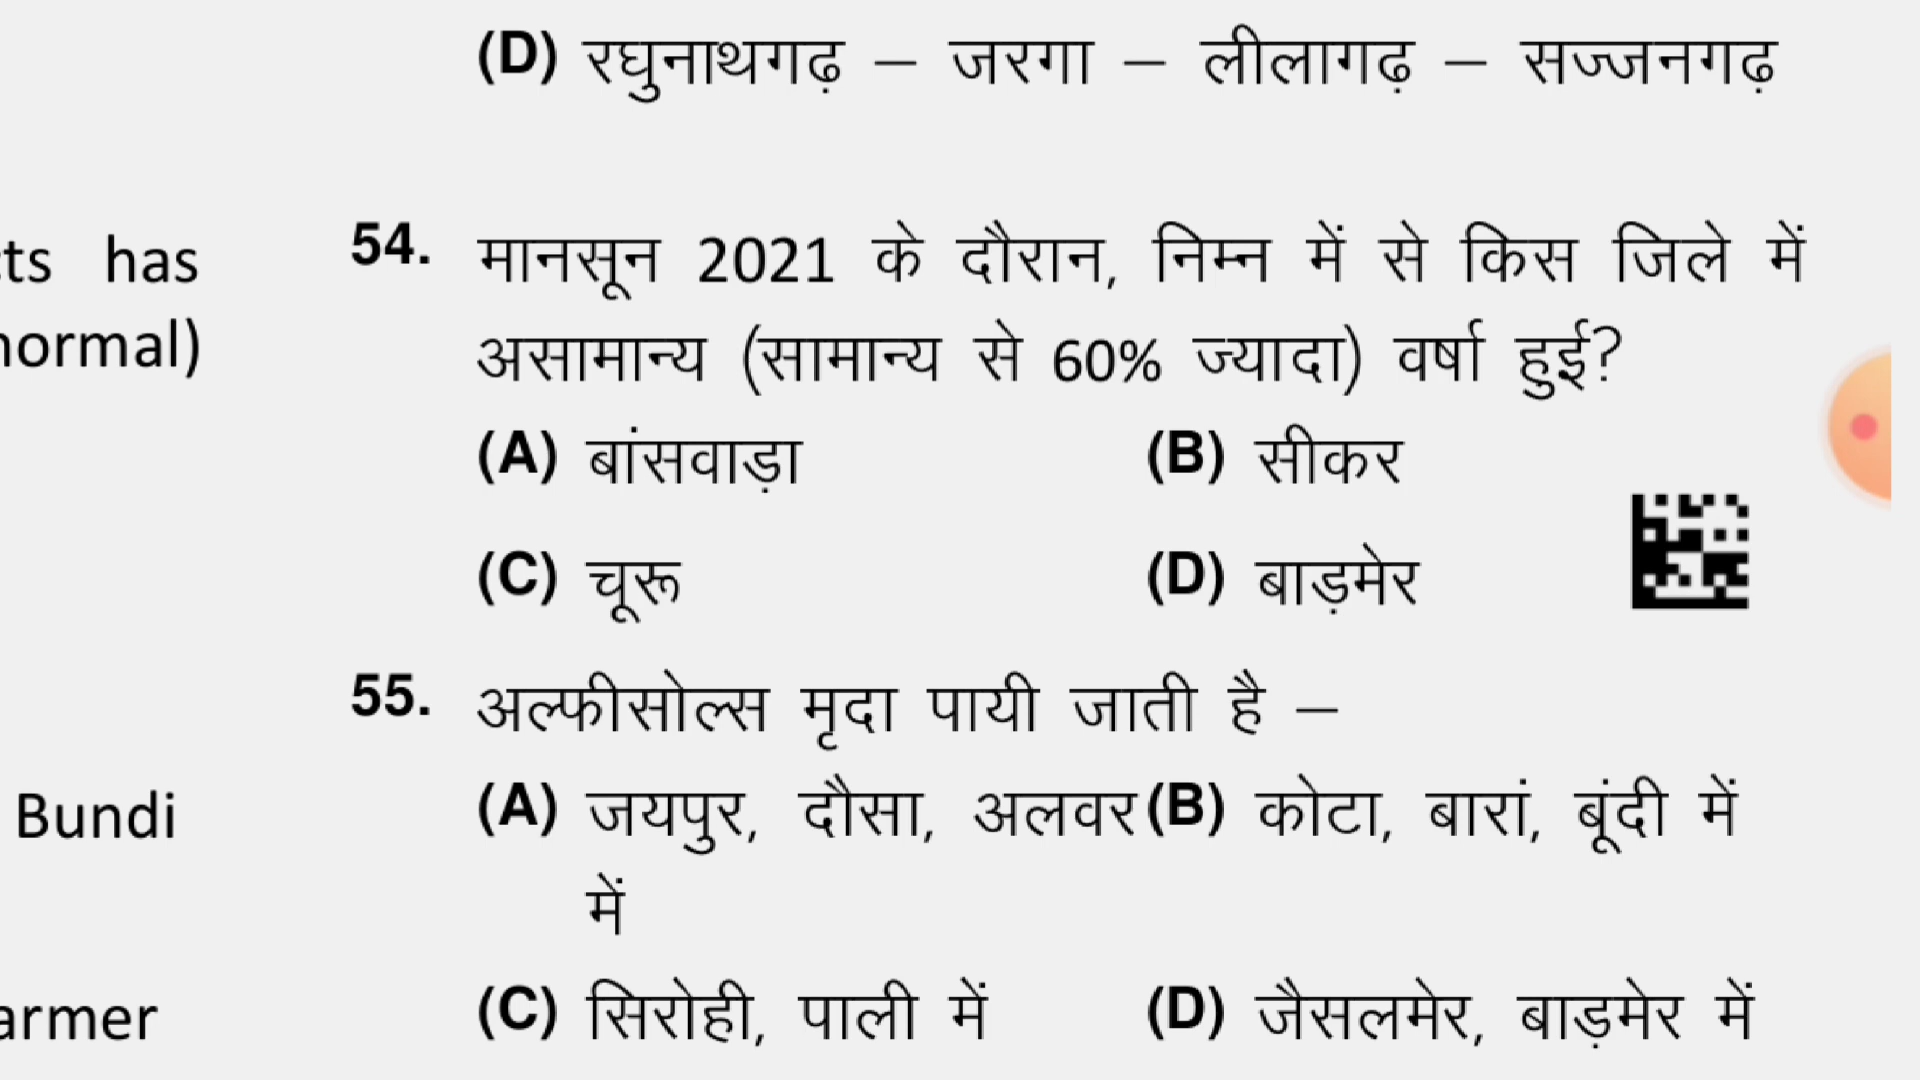 (D) रघुनाथगढ़ – जरगा – लीलागढ़ – सज्जनगढ़
cts has
54. मानसून 2021 के दौरान, निम्न में से किस जिले में
normal)
असामान्य (सामान्य से 60% ज्यादा) वर्षा हुई?
(A) बांसवाड़ा (B) सीकर
(C) चूरू (D) बाड़मेर
55. अल्फीसोल्स मृदा पायी जाती है –
Bundi
(A) जयपुर, दौसा, अलवर (B) कोटा, बारां, बूंदी में
में
armer
(C) सिरोही, पाली में (D) जैसलमेर, बाड़मेर में